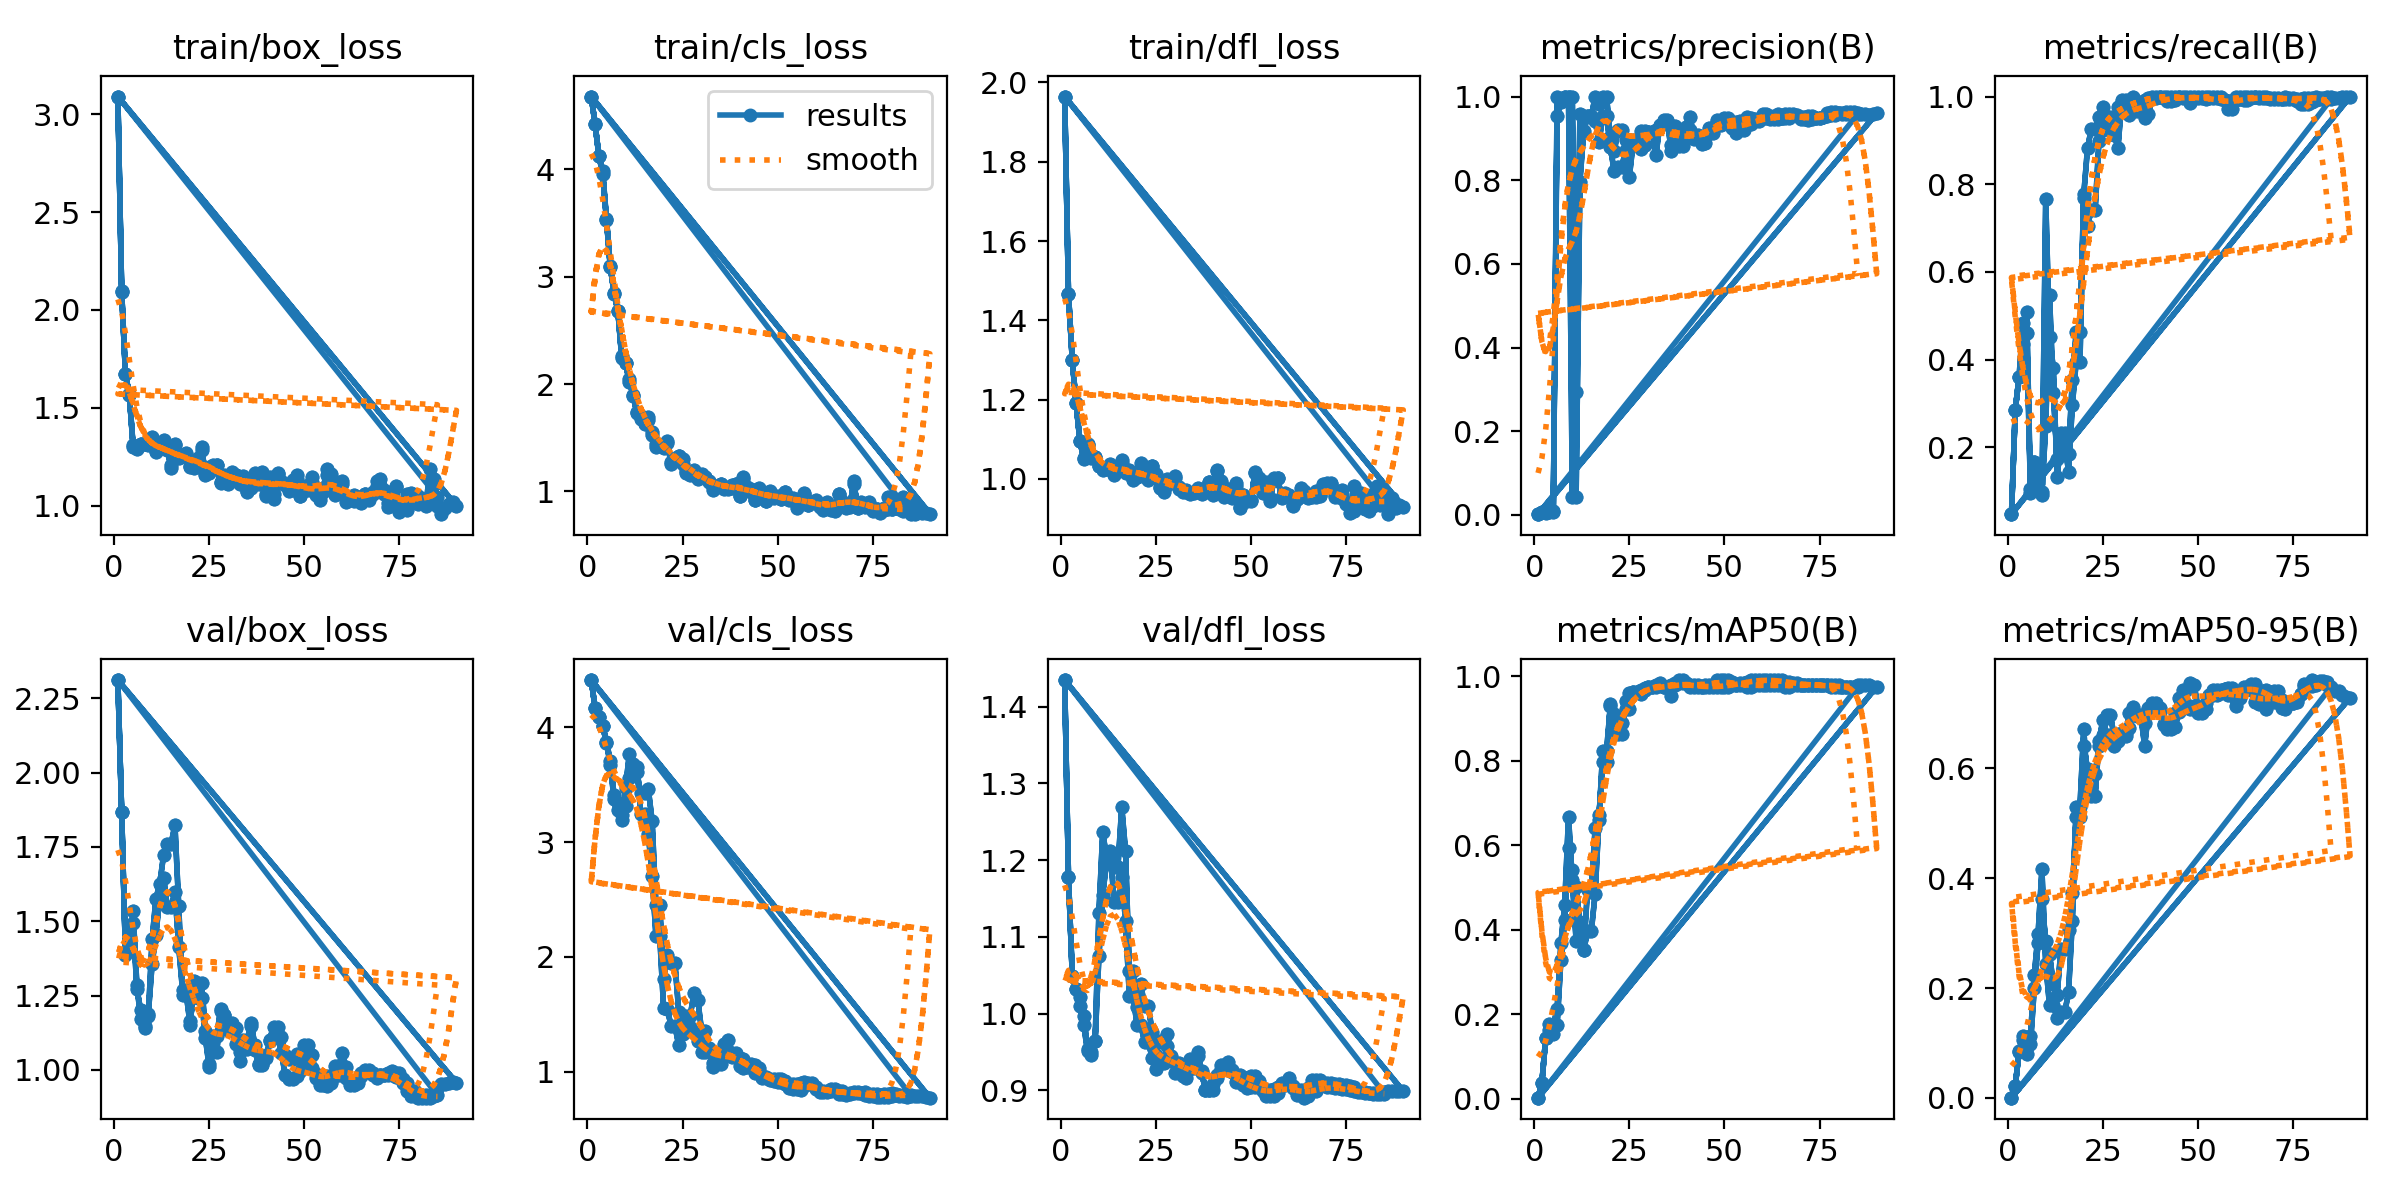 train/box_loss
3.0
2.5
2.0
1.5
1.0
0 25 50 75
train/cls_loss
results
smooth
4
3
2
1
0 25 50 75
train/dfl_loss
2.0
1.8
1.6
1.4
1.2
1.0
0 25 50 75
metrics/precision(B)
1.0
0.8
0.6
0.4
0.2
0.0
0 25 50 75
metrics/recall(B)
1.0
0.8
0.6
0.4
0.2
0 25 50 75
val/box_loss
2.25
2.00
1.75
1.50
1.25
1.00
0 25 50 75
val/cls_loss
4
3
2
1
0 25 50 75
val/dfl_loss
1.4
1.3
1.2
1.1
1.0
0.9
0 25 50 75
metrics/mAP50(B)
1.0
0.8
0.6
0.4
0.2
0.0
0 25 50 75
metrics/mAP50-95(B)
0.6
0.4
0.2
0.0
0 25 50 75